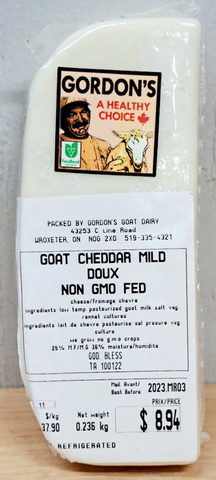 GORDON'S
A HEALTHY
CHOICE
PACKED BY GORDON'S GOAT DAIRY
43253 C Line Road
WROXETER, ON N0G 2X0 519-335-4321
GOAT CHEDDAR MILD
DOUX
NON GMO FED
cheese/fromage chevre
ingredients low temp pasteurized goat milk salt veg
rennet cultures
ingredients lait de chevre pasteurise sel presure veg
culture
we grow no g.m.o crops
25% M.F/M.G 36% moisture/humidite
GOD BLESS
TA 100122
Meil Avant/
Best Before: 2023.MR03
11
PRIX/PRICE
$/kg Net Weight
37.90 0.236 kg $ 8.94
REFRIGERATED